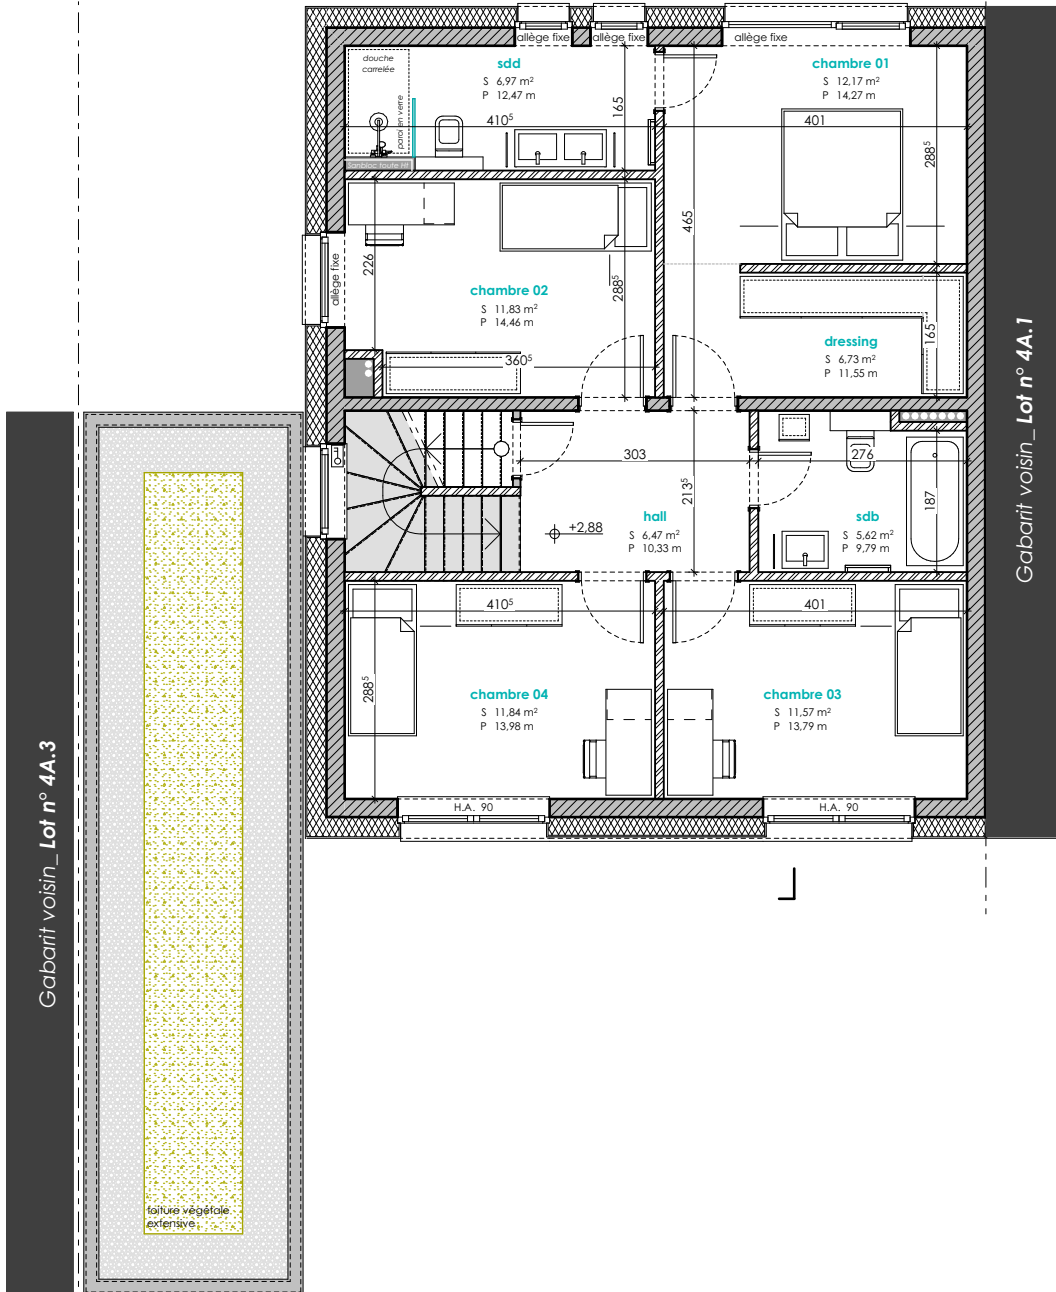 allège fixe
allège fixe
allège fixe
douche
carrelée
paroi en verre
Sanbloc toute Ht
sdd
S 6,97 m²
P 12,47 m
410⁵
165
chambre 01
S 12,17 m²
P 14,27 m
401
288⁵
465
226
allège fixe
chambre 02
S 11,83 m²
P 14,46 m
288⁵
360⁵
dressing
S 6,73 m²
P 11,55 m
165
303
213⁵
hall
S 6,47 m²
P 10,33 m
+2,88
276
187
sdb
S 5,62 m²
P 9,79 m
410⁵
288⁵
chambre 04
S 11,84 m²
P 13,98 m
H.A. 90
401
chambre 03
S 11,57 m²
P 13,79 m
H.A. 90
Gabarit voisin_ Lot n° 4A.1
Gabarit voisin_ Lot n° 4A.3
toiture végétale
extensive